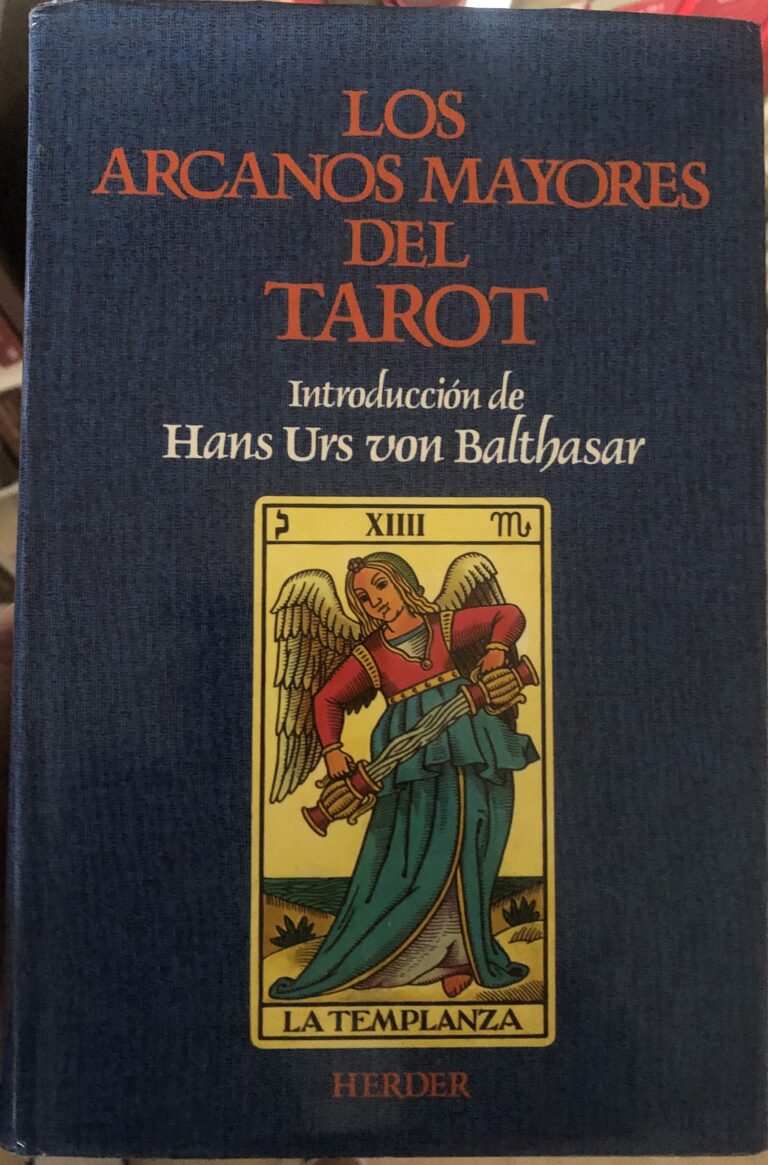 LOS
ARCANOS MAYORES
DEL
TAROT
Introducción de
Hans Urs von Balthasar
ל XIIII ♏
LA TEMPLANZA
HERDER